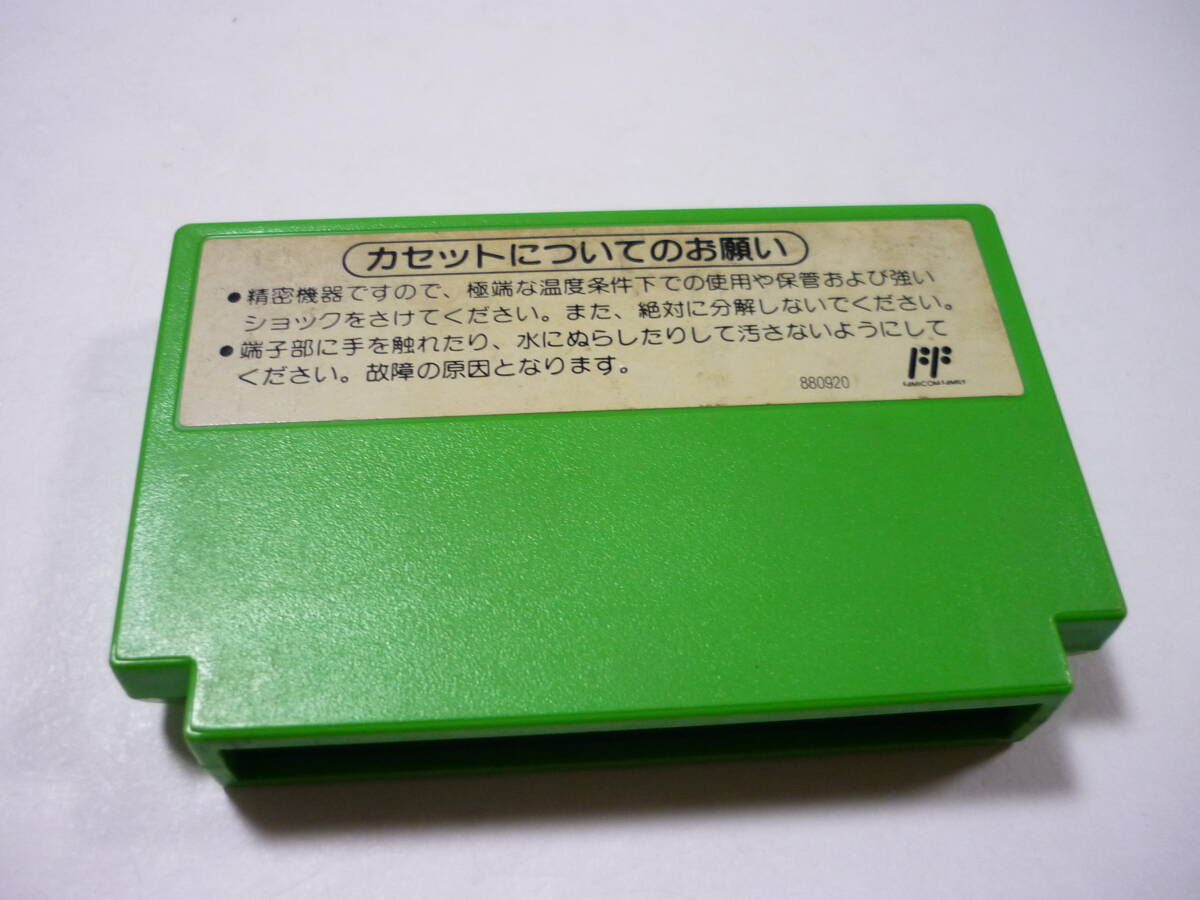 カセットについてのお願い
●精密機器ですので、極端な温度条件下での使用や保管および強い
ショックをさけてください。また、絶対に分解しないでください。
●端子部に手を触れたり、水にぬらしたりして汚さないようにして
ください。故障の原因となります。
880920
FF
FAMICOM FAMILY